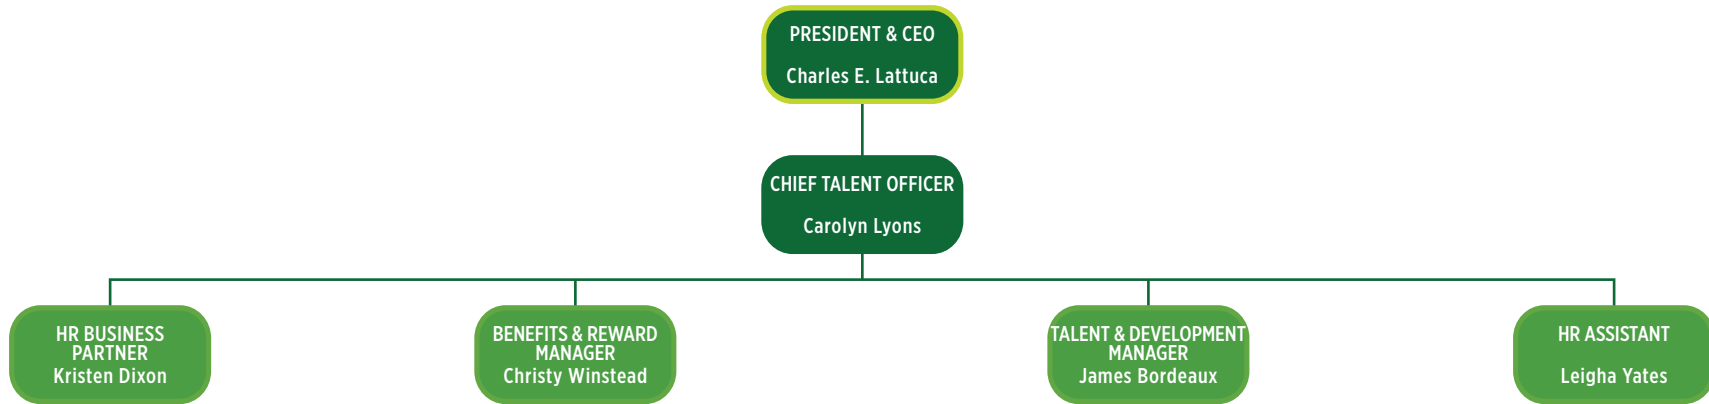 PRESIDENT & CEO
Charles E. Lattuca
CHIEF TALENT OFFICER
Carolyn Lyons
HR BUSINESS
PARTNER
Kristen Dixon
BENEFITS & REWARD
MANAGER
Christy Winstead
TALENT & DEVELOPMENT
MANAGER
James Bordeaux
HR ASSISTANT
Leigha Yates